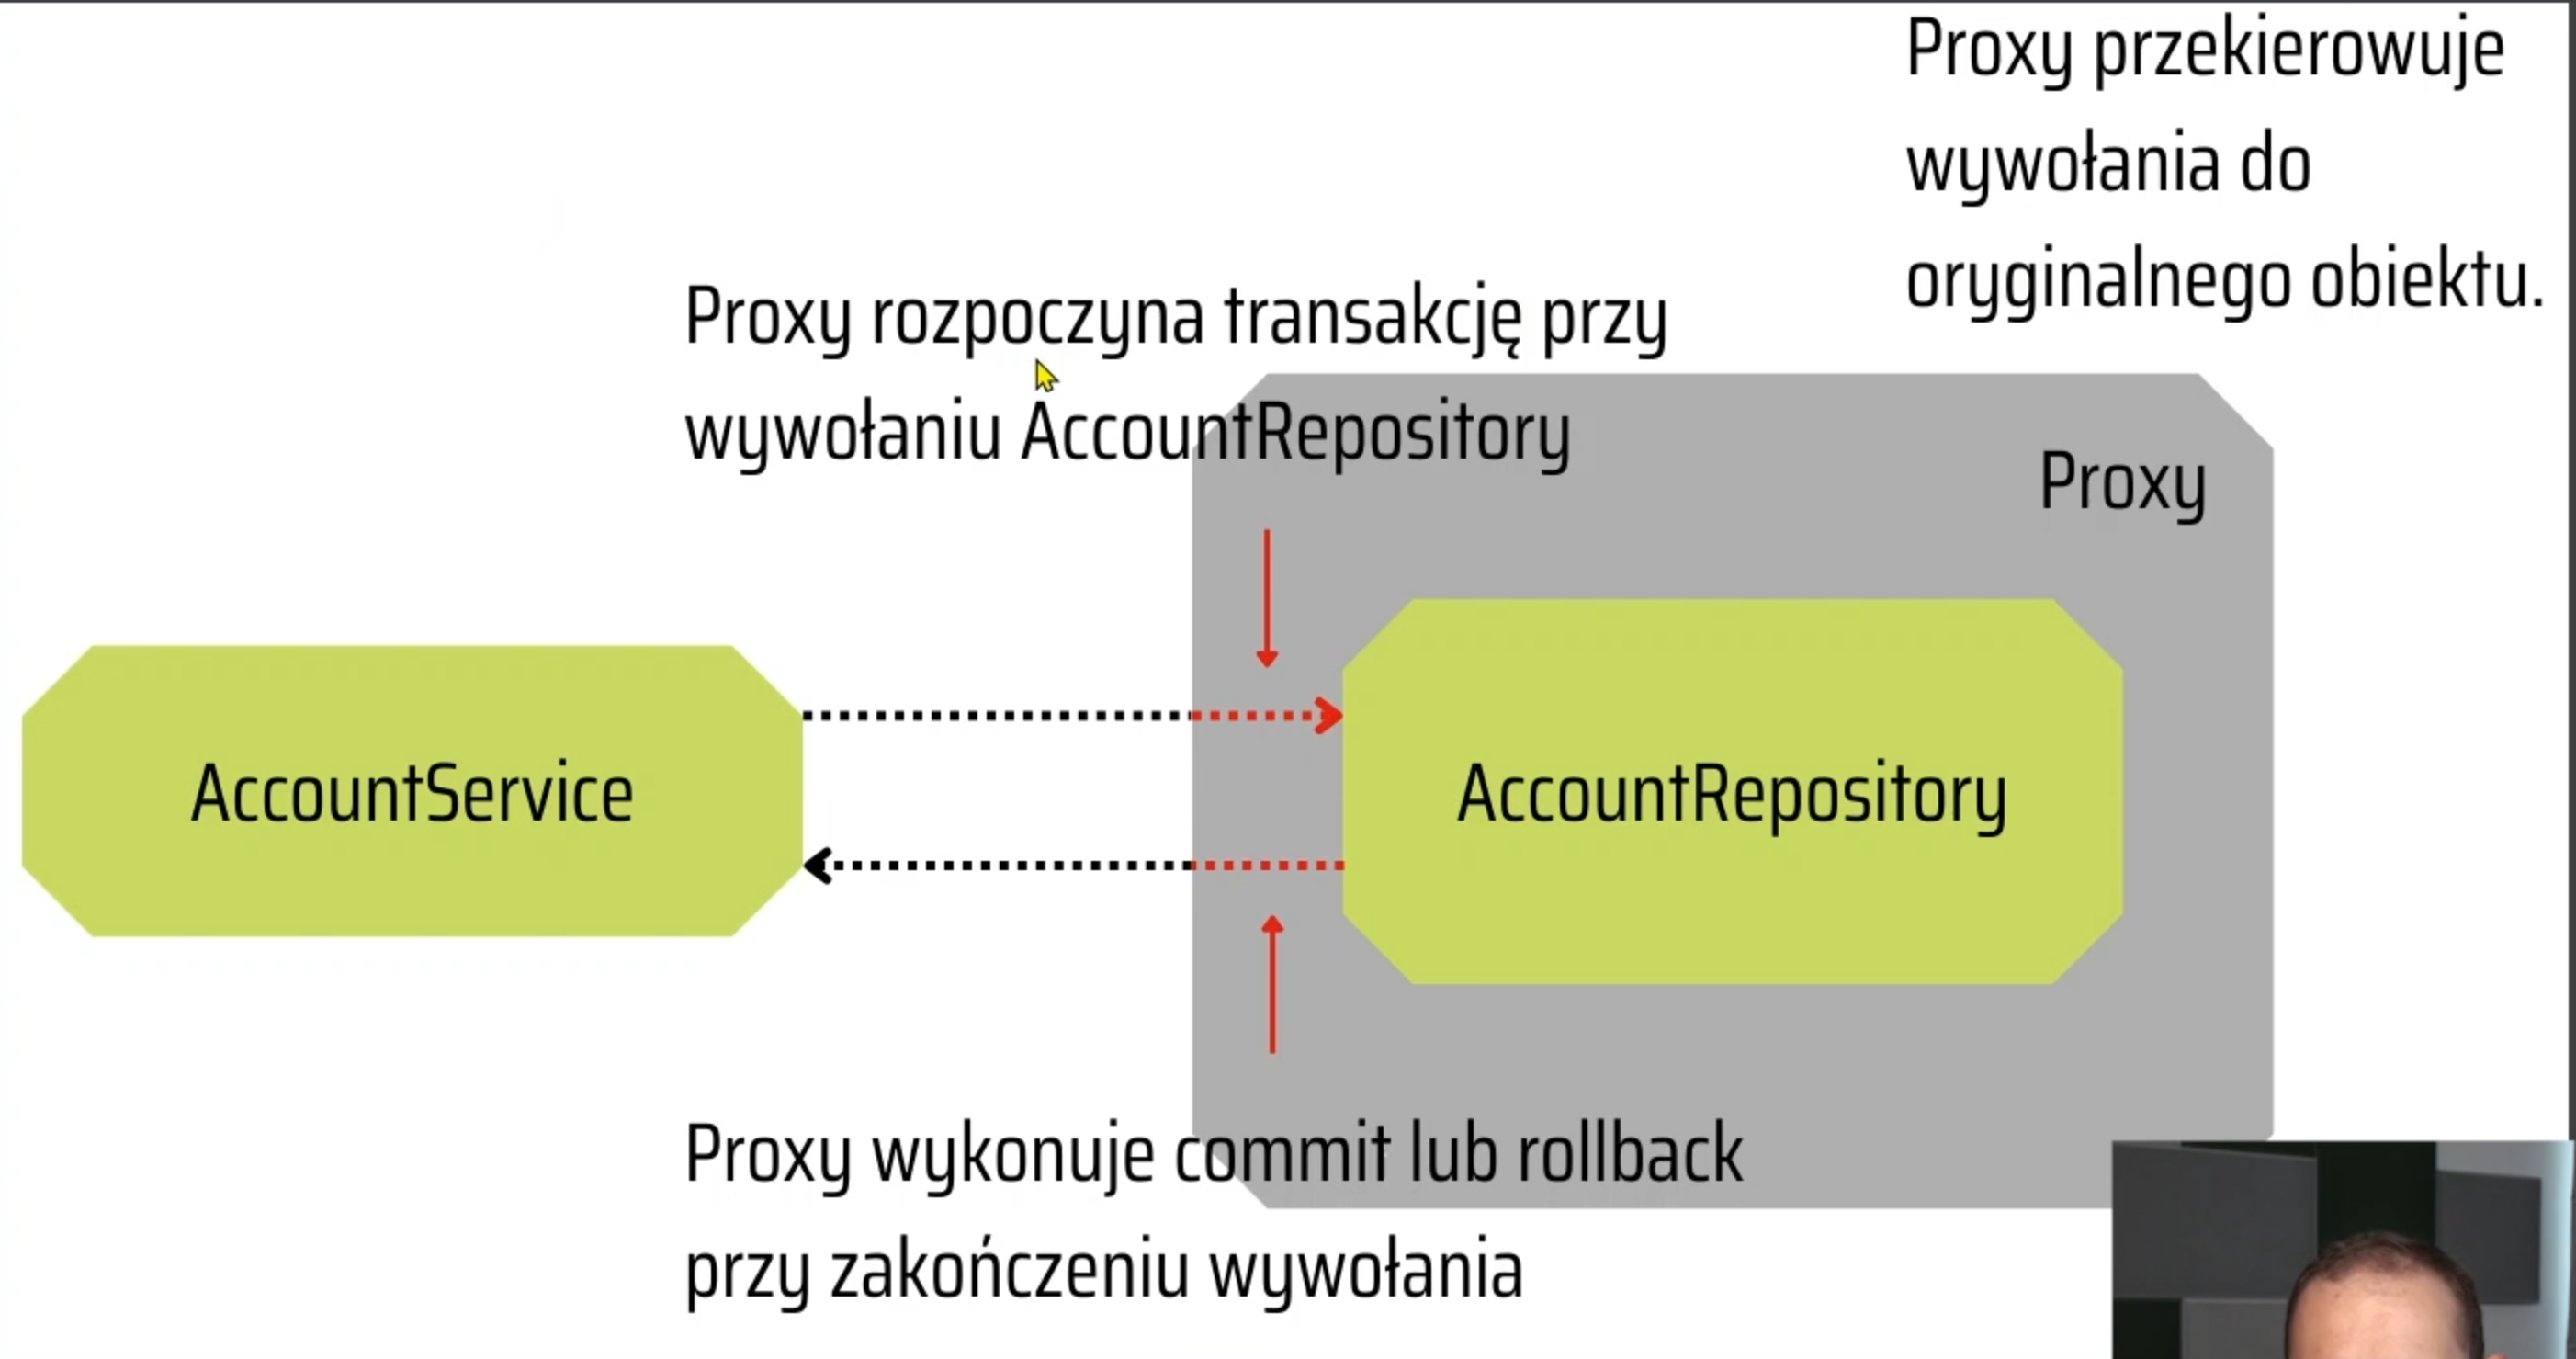 Proxy przekierowuje
wywołania do
oryginalnego obiektu.
Proxy rozpoczyna transakcję przy
wywołaniu AccountRepository
Proxy
AccountService
AccountRepository
Proxy wykonuje commit lub rollback
przy zakończeniu wywołania